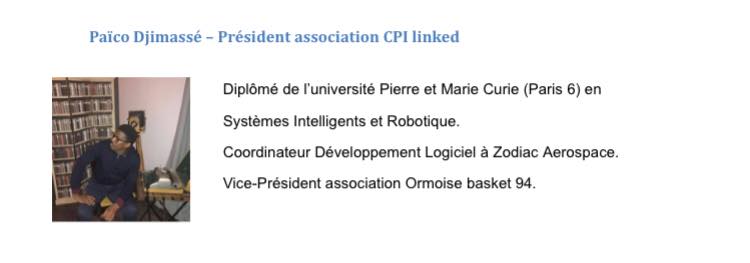 Païco Djimassé – Président association CPI linked
Diplômé de l’université Pierre et Marie Curie (Paris 6) en
Systèmes Intelligents et Robotique.
Coordinateur Développement Logiciel à Zodiac Aerospace.
Vice-Président association Ormoise basket 94.